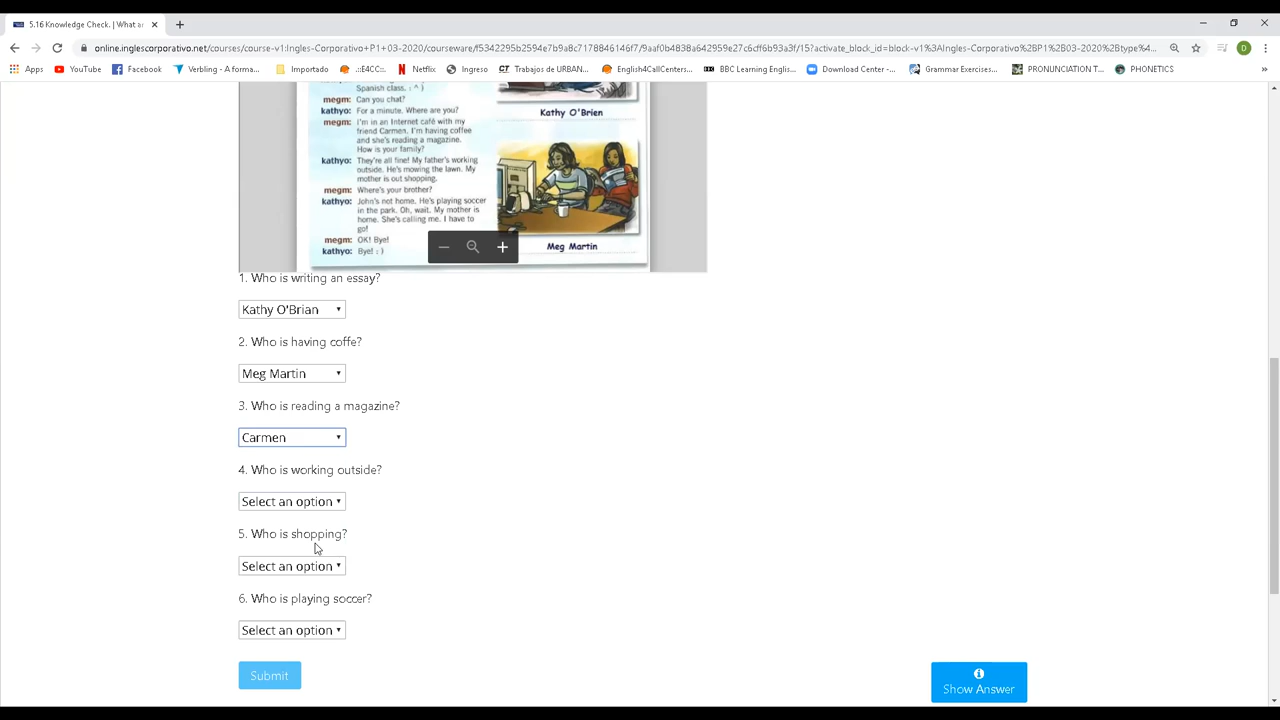 5.16 Knowledge Check. | What ar
online.inglescorporativo.net/courses/course-v1:Ingles-Corporativo+P1+03-2020/courseware/f5342295b2594e7b9a8c7178846146f7/9aaf0b4838a642959e27c6df6b93a3f/15?activate_block_id=block-v1%3AIngles-Corporativo%2BP1%2B03-2020%2Btype%4...
D
Apps YouTube Facebook Verbling - A forma... Importado .::E4CC::. Netflix Ingreso Trabajos de URBAN... English4CallCenters... BBC Learning Englis... Download Center -... Grammar Exercises... PRONUNCIATION T... PHONETICS »
Spanish class. : ^ )
megm: Can you chat?
kathyo: For a minute. Where are you?
megm: I'm in an Internet café with my
friend Carmen. I'm having coffee
and she's reading a magazine.
How is your family?
kathyo: They're all fine! My father's working
outside. He's mowing the lawn. My
mother is out shopping.
megm: Where's your brother?
kathyo: John's not home. He's playing soccer
in the park. Oh, wait. My mother is
home. She's calling me. I have to
go!
megm: OK! Bye!
kathyo: Bye! : )
Kathy O'Brien
Meg Martin
1. Who is writing an essay?
Kathy O'Brian
2. Who is having coffe?
Meg Martin
3. Who is reading a magazine?
Carmen
4. Who is working outside?
Select an option
5. Who is shopping?
Select an option
6. Who is playing soccer?
Select an option
Submit
Show Answer